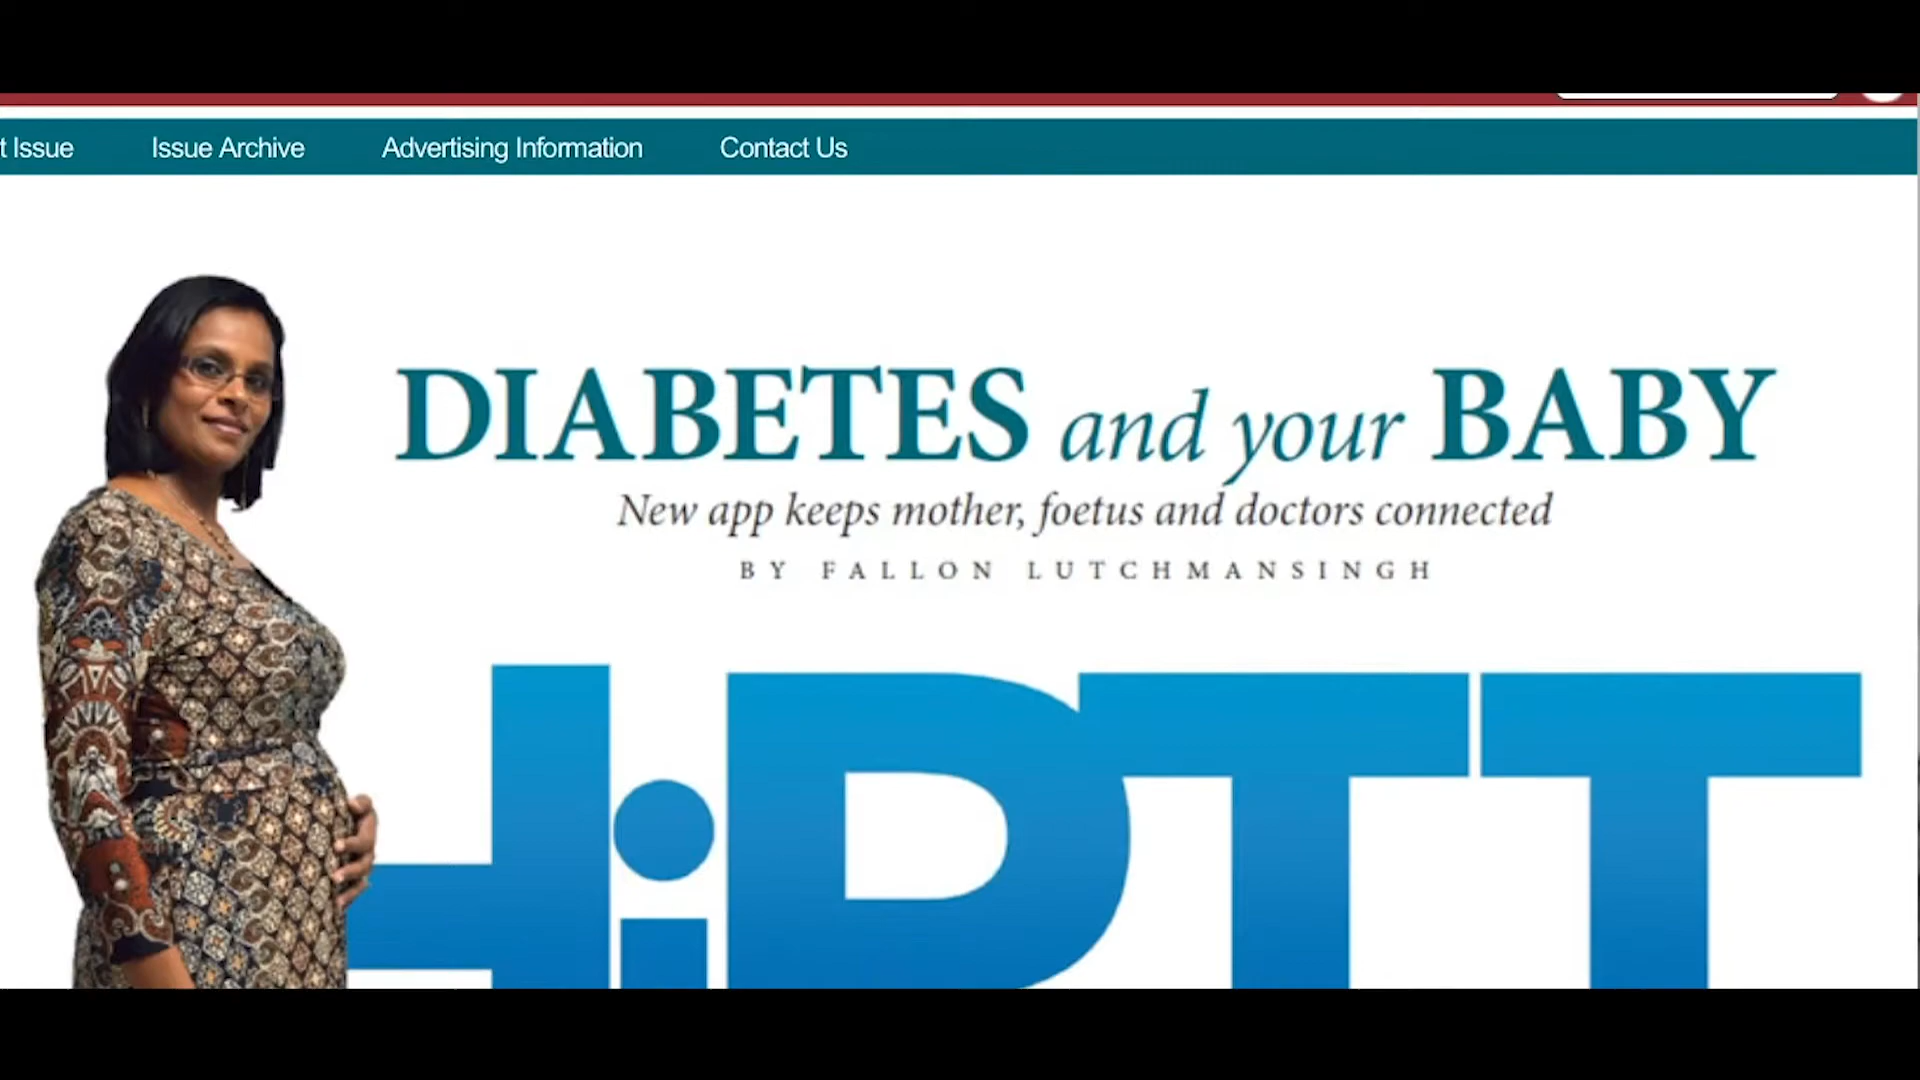 t Issue Issue Archive Advertising Information Contact Us
DIABETES and your BABY
New app keeps mother, foetus and doctors connected
BY FALLON LUTCHMANSINGH
HiPTT